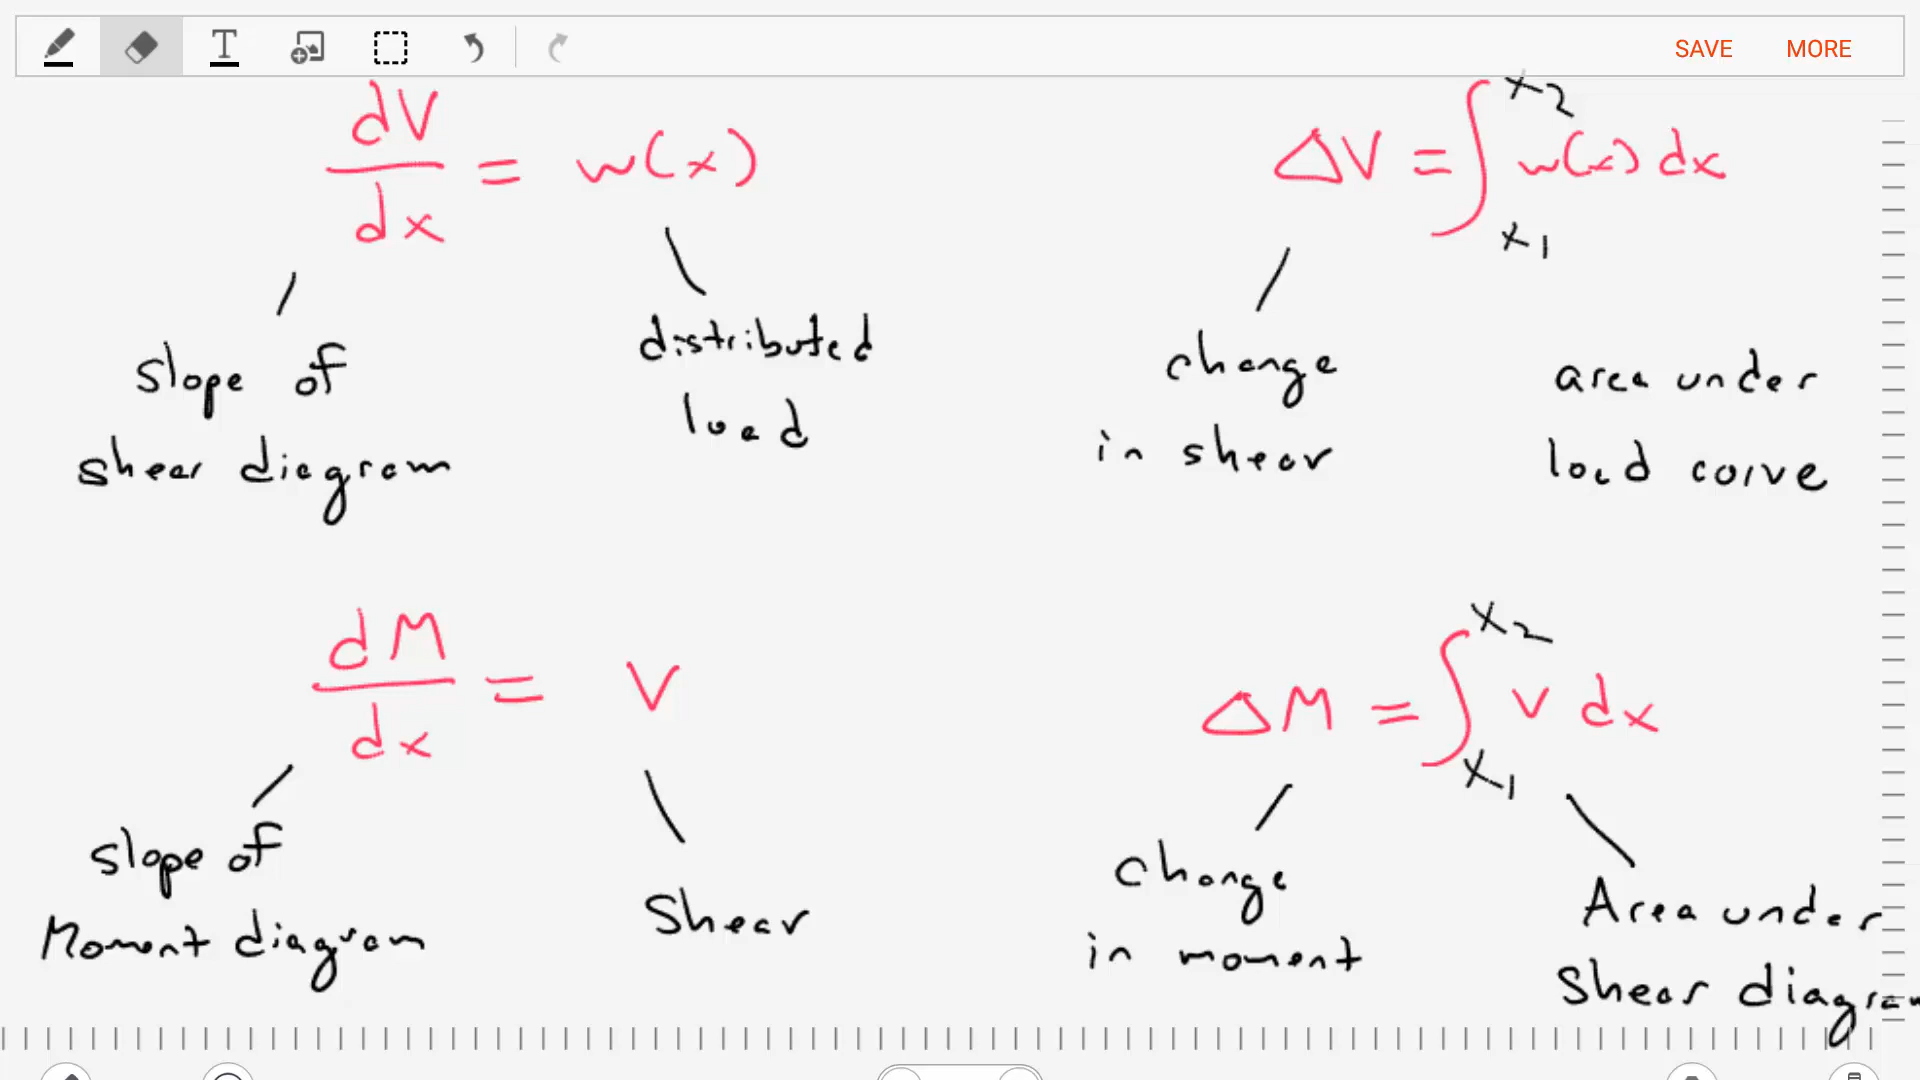 T SAVE MORE
dV/dx = w(x)
slope of
shear diagram
distributed
load
ΔV = ∫_{x1}^{x2} w(x) dx
change
in shear
area under
load corve
dM/dx = V
slope of
Moment diagram
Shear
ΔM = ∫_{x1}^{x2} V dx
change
in moment
Area under
Shear diagram